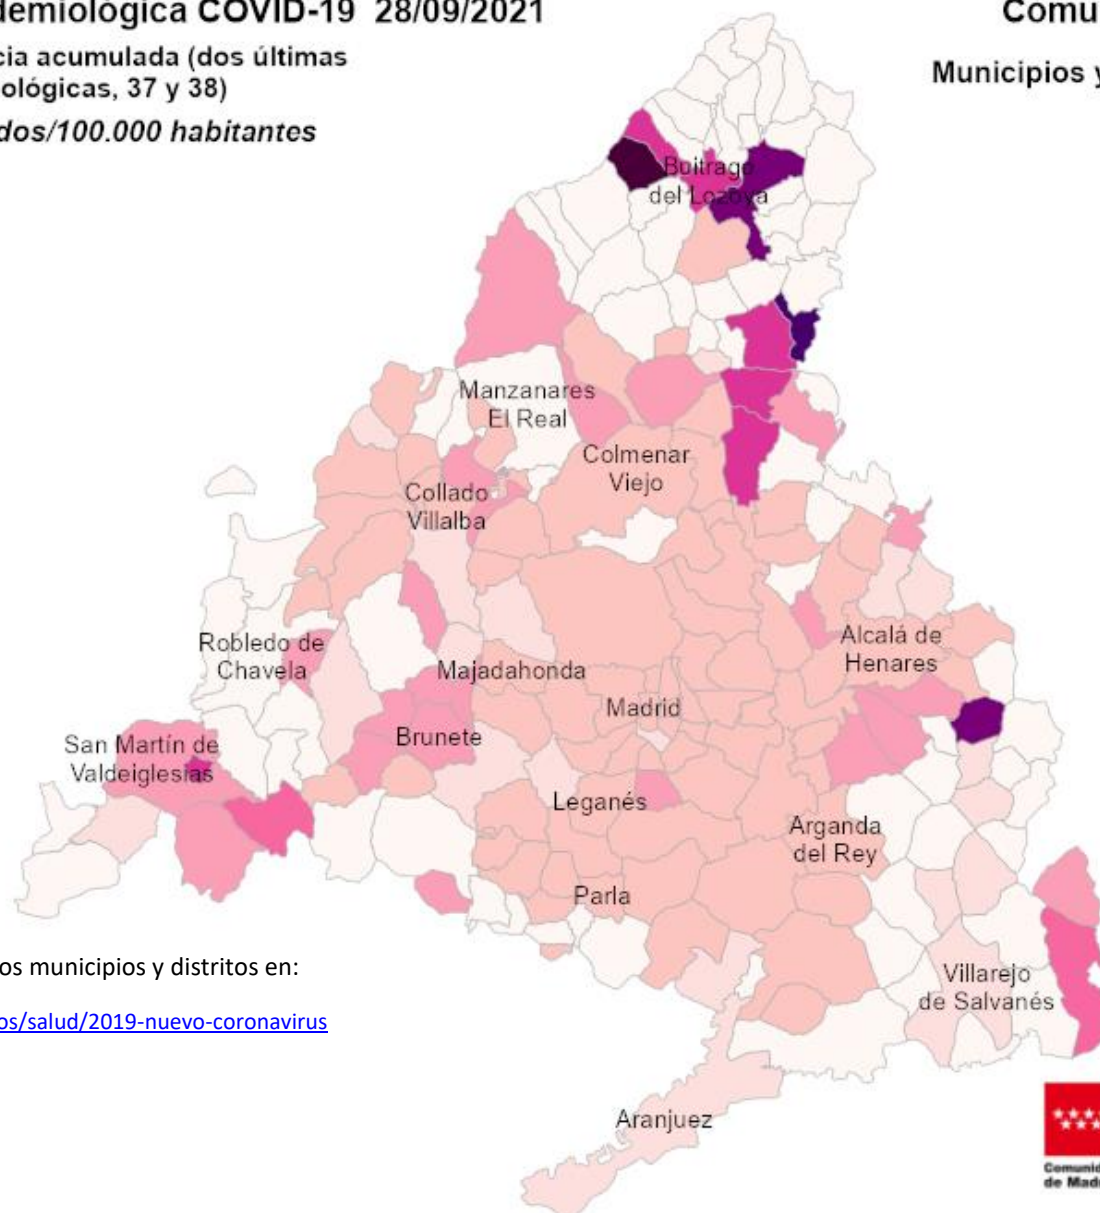 demiológica COVID-19 28/09/2021
Comu
cia acumulada (dos últimas
ológicas, 37 y 38)
Municipios y
dos/100.000 habitantes
Buitrago
del Lozoya
Manzanares
El Real
Colmenar
Viejo
Collado
Villalba
Robledo de
Chavela
Alcalá de
Henares
Majadahonda
Madrid
Brunete
San Martín de
Valdeiglesias
Leganés
Arganda
del Rey
Parla
os municipios y distritos en:
Villarejo
de Salvanés
os/salud/2019-nuevo-coronavirus
Aranjuez
Comunid
de Madr